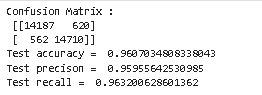 Confusion Matrix :
[[14187 620]
[ 562 14710]]
Test accuracy = 0.9607034808338043
Test precison = 0.95955642530985
Test recall = 0.963200628601362